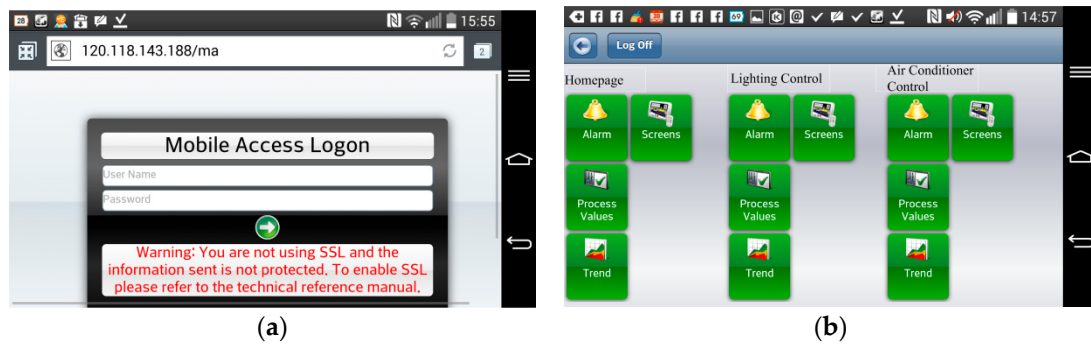 28
15:55
120.118.143.188/ma
2
Mobile Access Logon
User Name
Password
Warning: You are not using SSL and the
information sent is not protected. To enable SSL
please refer to the technical reference manual.
(a)
14:57
Log Off
Homepage
Lighting Control
Air Conditioner
Control
Alarm
Screens
Alarm
Screens
Alarm
Screens
Process
Values
Process
Values
Process
Values
Trend
Trend
Trend
(b)